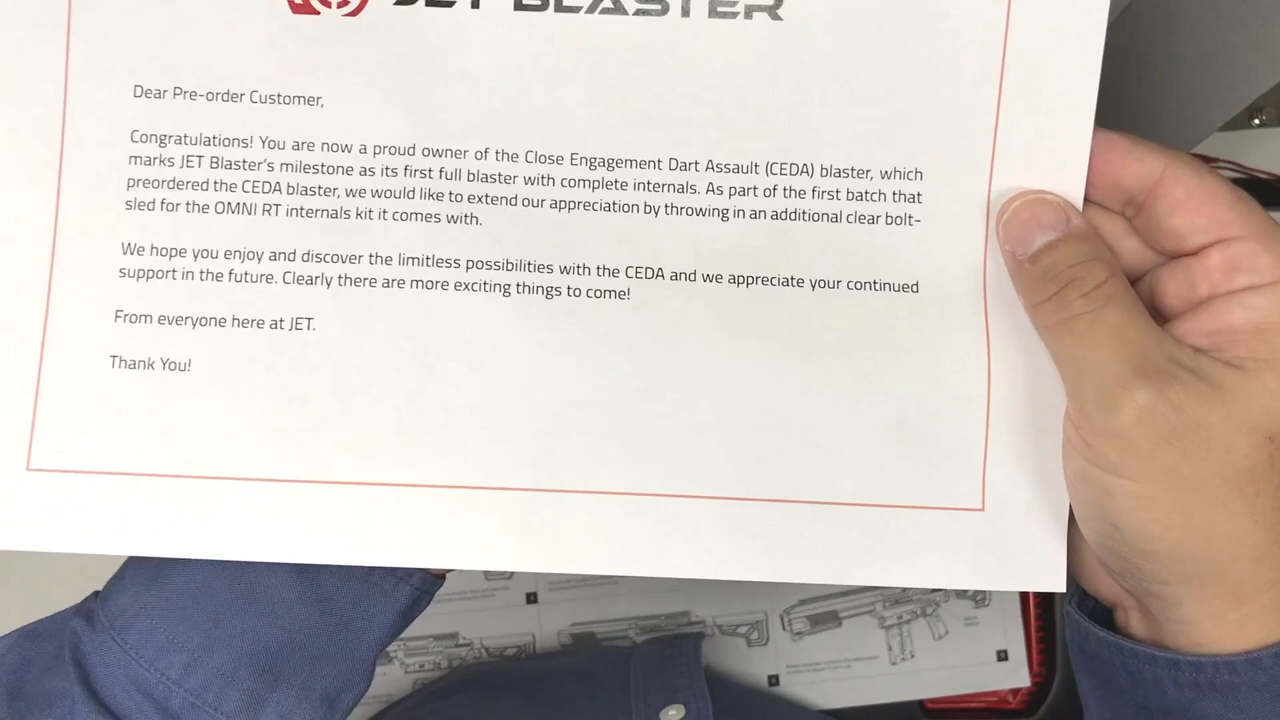 JET BLASTER
Dear Pre-order Customer,
Congratulations! You are now a proud owner of the Close Engagement Dart Assault (CEDA) blaster, which
marks JET Blaster's milestone as its first full blaster with complete internals. As part of the first batch that
preordered the CEDA blaster, we would like to extend our appreciation by throwing in an additional clear bolt-
sled for the OMNI RT internals kit it comes with.
We hope you enjoy and discover the limitless possibilities with the CEDA and we appreciate your continued
support in the future. Clearly there are more exciting things to come!
From everyone here at JET.
Thank You!